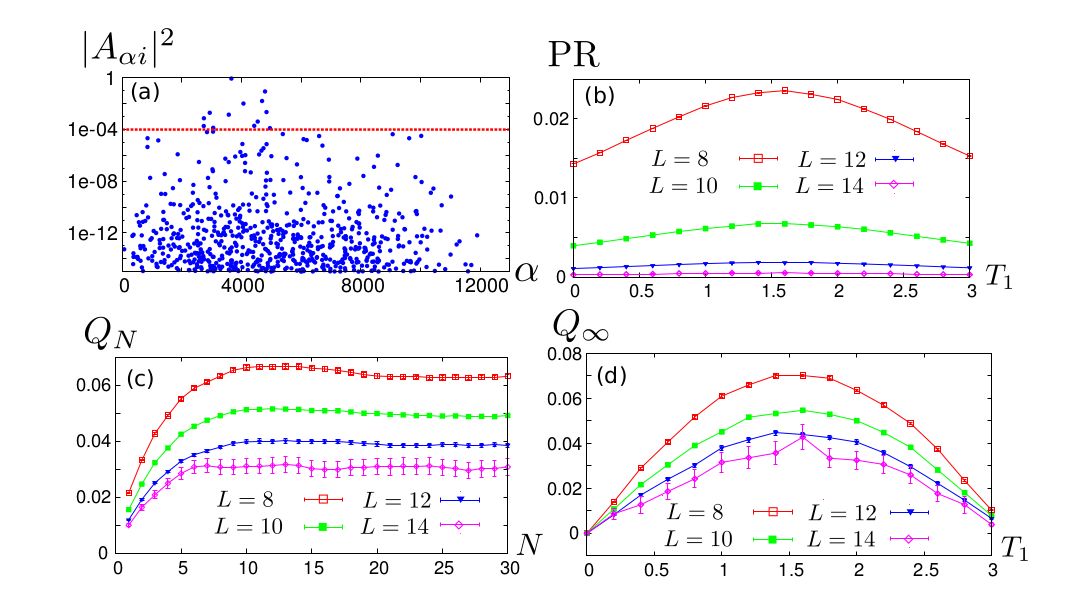 |A_{αi}|^2
(a)
1
1e-04
1e-08
1e-12
0 4000 8000 12000
α
PR
(b)
0.02
0.01
0
L = 8
L = 12
L = 10
L = 14
0 0.5 1 1.5 2 2.5 3
T_1
Q_N
(c)
0.06
0.04
0.02
0
L = 8
L = 12
L = 10
L = 14
0 5 10 15 20 25 30
N
Q_∞
(d)
0.08
0.06
0.04
0.02
0
L = 8
L = 12
L = 10
L = 14
0 0.5 1 1.5 2 2.5 3
T_1